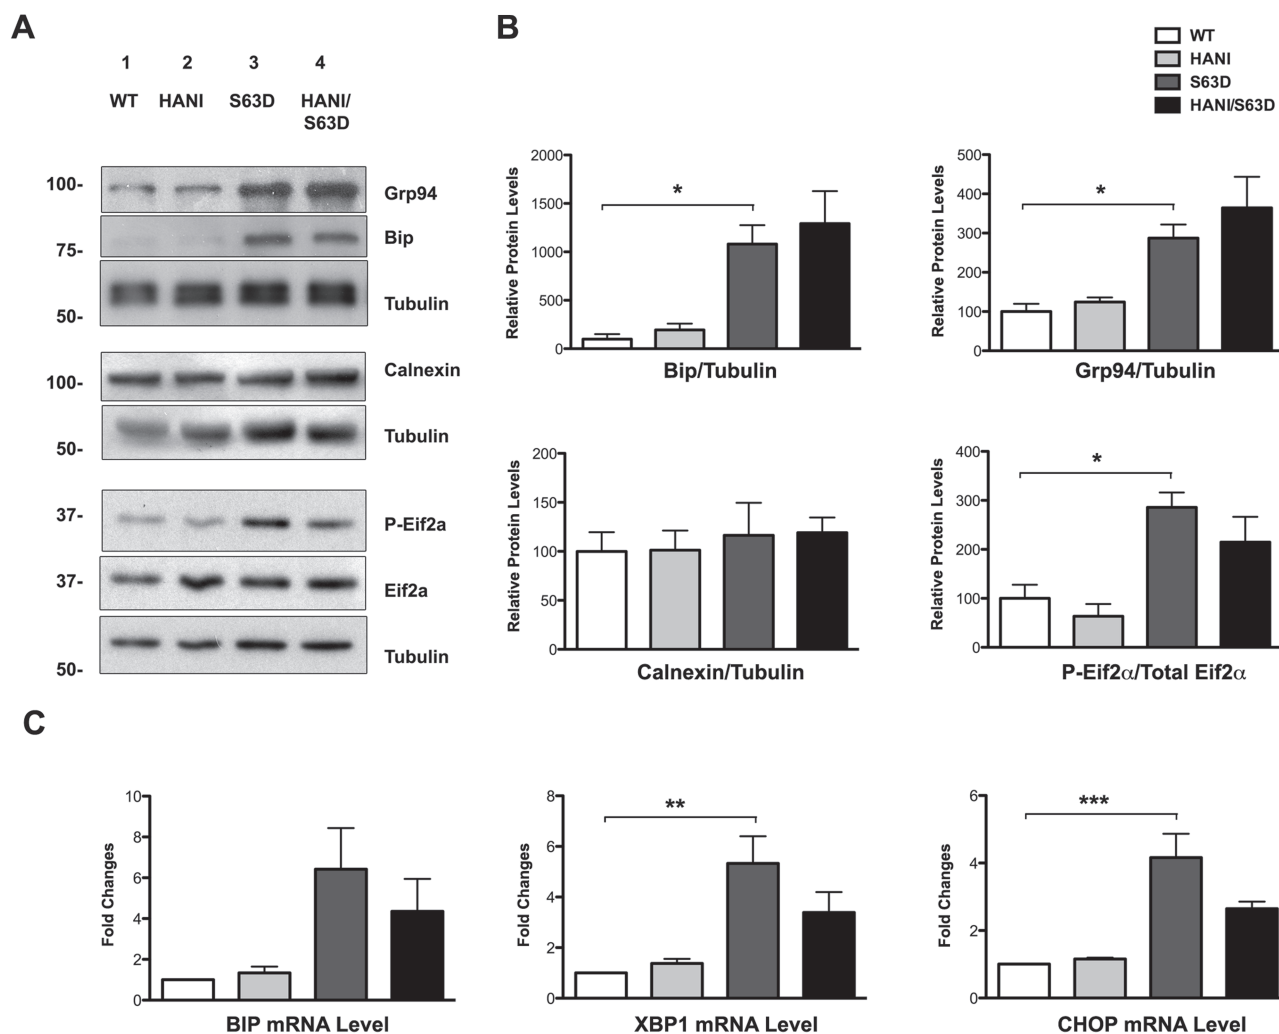 A
1 2 3 4
WT HANI S63D HANI/
S63D
100- Grp94
Bip
75-
Tubulin
50-
Calnexin
100-
Tubulin
50-
37- P-Eif2a
37- Eif2a
Tubulin
50-
B
WT
HANI
S63D
HANI/S63D
Relative Protein Levels
2000
1500
1000
500
0
*
Bip/Tubulin
Relative Protein Levels
500
400
300
200
100
0
*
Grp94/Tubulin
Relative Protein Levels
200
150
100
50
0
Calnexin/Tubulin
Relative Protein Levels
400
300
200
100
0
*
P-Eif2α/Total Eif2α
C
Fold Changes
10
8
6
4
2
0
BIP mRNA Level
Fold Changes
8
6
4
2
0
**
XBP1 mRNA Level
Fold Changes
6
4
2
0
***
CHOP mRNA Level